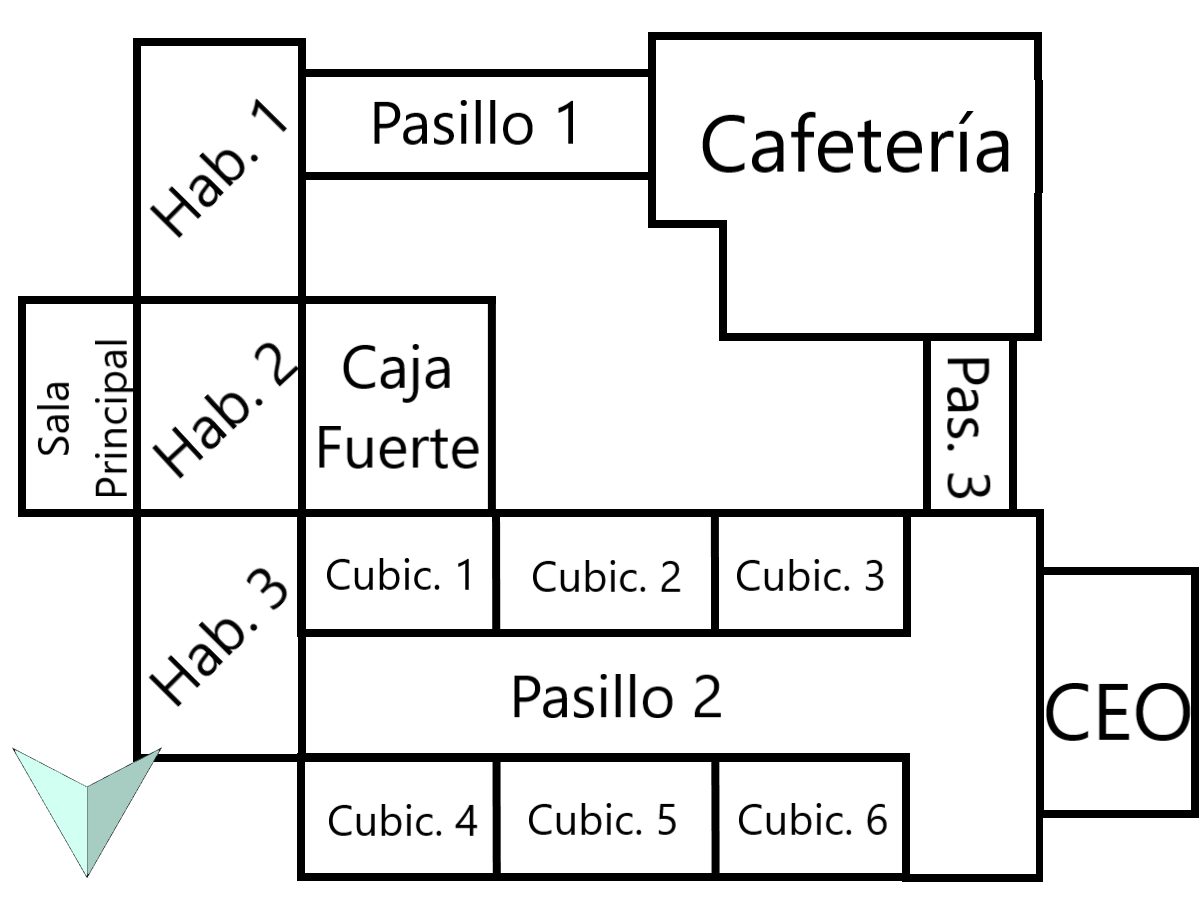 Hab. 1
Pasillo 1
Cafetería
Sala
Principal
Hab. 2
Caja
Fuerte
Pas. 3
Hab. 3
Cubic. 1
Cubic. 2
Cubic. 3
Pasillo 2
CEO
Cubic. 4
Cubic. 5
Cubic. 6